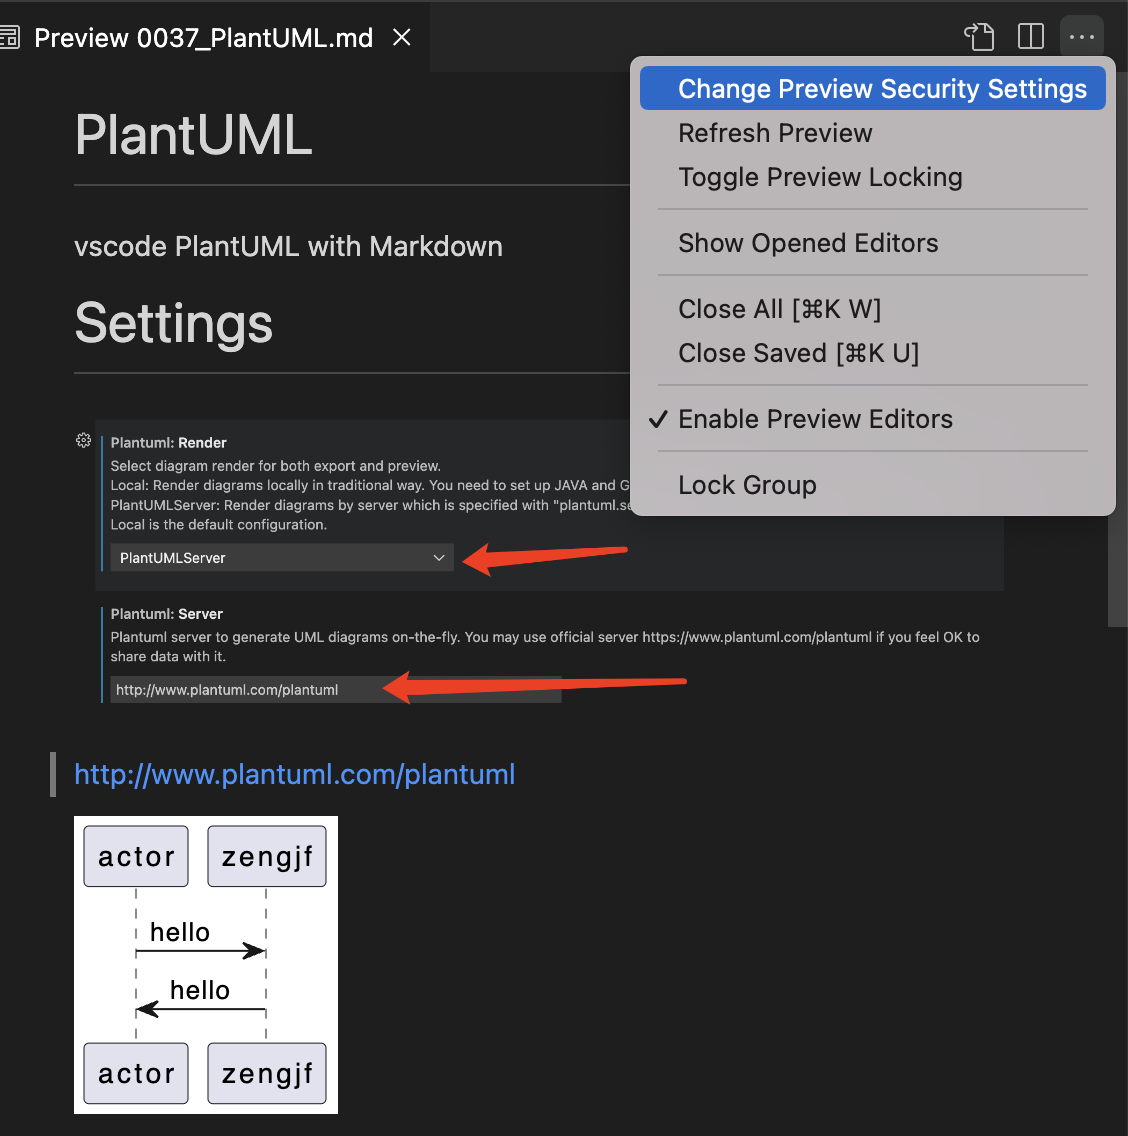 Preview 0037_PlantUML.md
Change Preview Security Settings
Refresh Preview
Toggle Preview Locking
Show Opened Editors
Close All [⌘K W]
Close Saved [⌘K U]
Enable Preview Editors
Lock Group
PlantUML
vscode PlantUML with Markdown
Settings
Plantuml: Render
Select diagram render for both export and preview.
Local: Render diagrams locally in traditional way. You need to set up JAVA and G
PlantUMLServer: Render diagrams by server which is specified with "plantuml.se
Local is the default configuration.
PlantUMLServer
Plantuml: Server
Plantuml server to generate UML diagrams on-the-fly. You may use official server https://www.plantuml.com/plantuml if you feel OK to
share data with it.
http://www.plantuml.com/plantuml
http://www.plantuml.com/plantuml
actor zengjf
hello
hello
actor zengjf